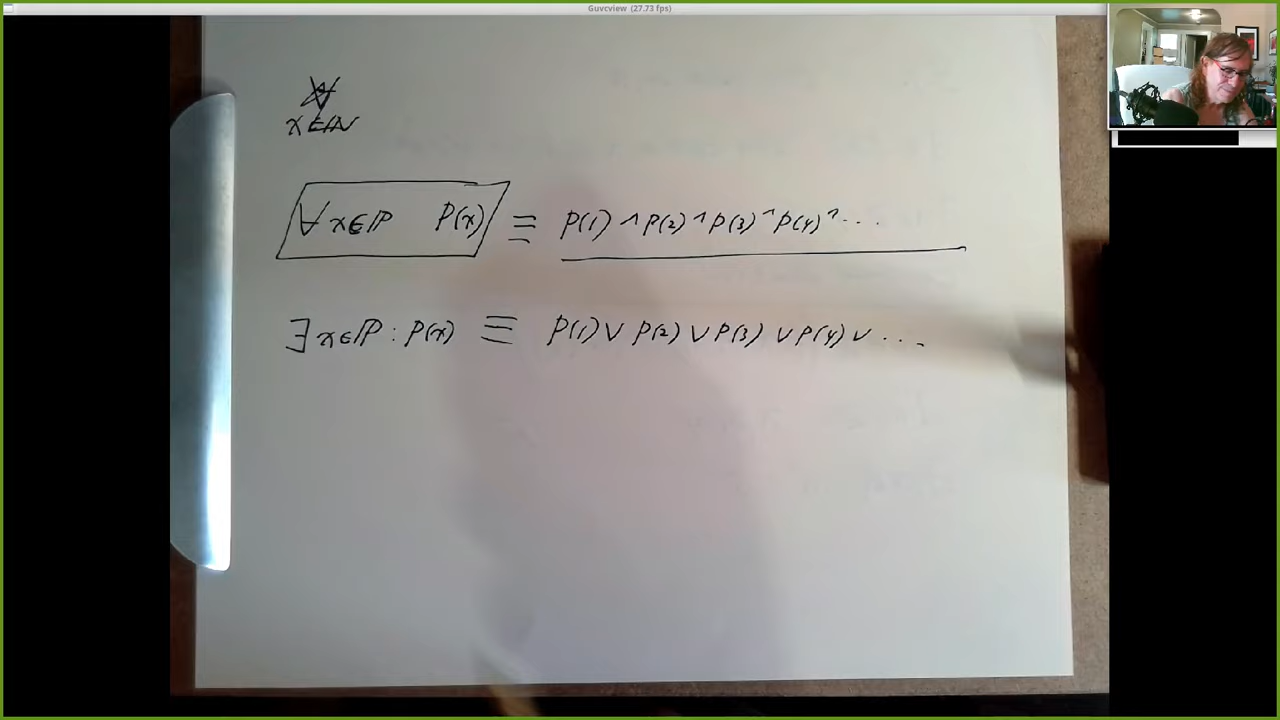 Guvcview (27.73 fps)
∀
x∈ℕ
∀x∈ℙ P(x) ≡ P(1) ∧ P(2) ∧ P(3) ∧ P(4) ∧ ...
∃x∈ℙ : P(x) ≡ P(1) ∨ P(2) ∨ P(3) ∨ P(4) ∨ ...